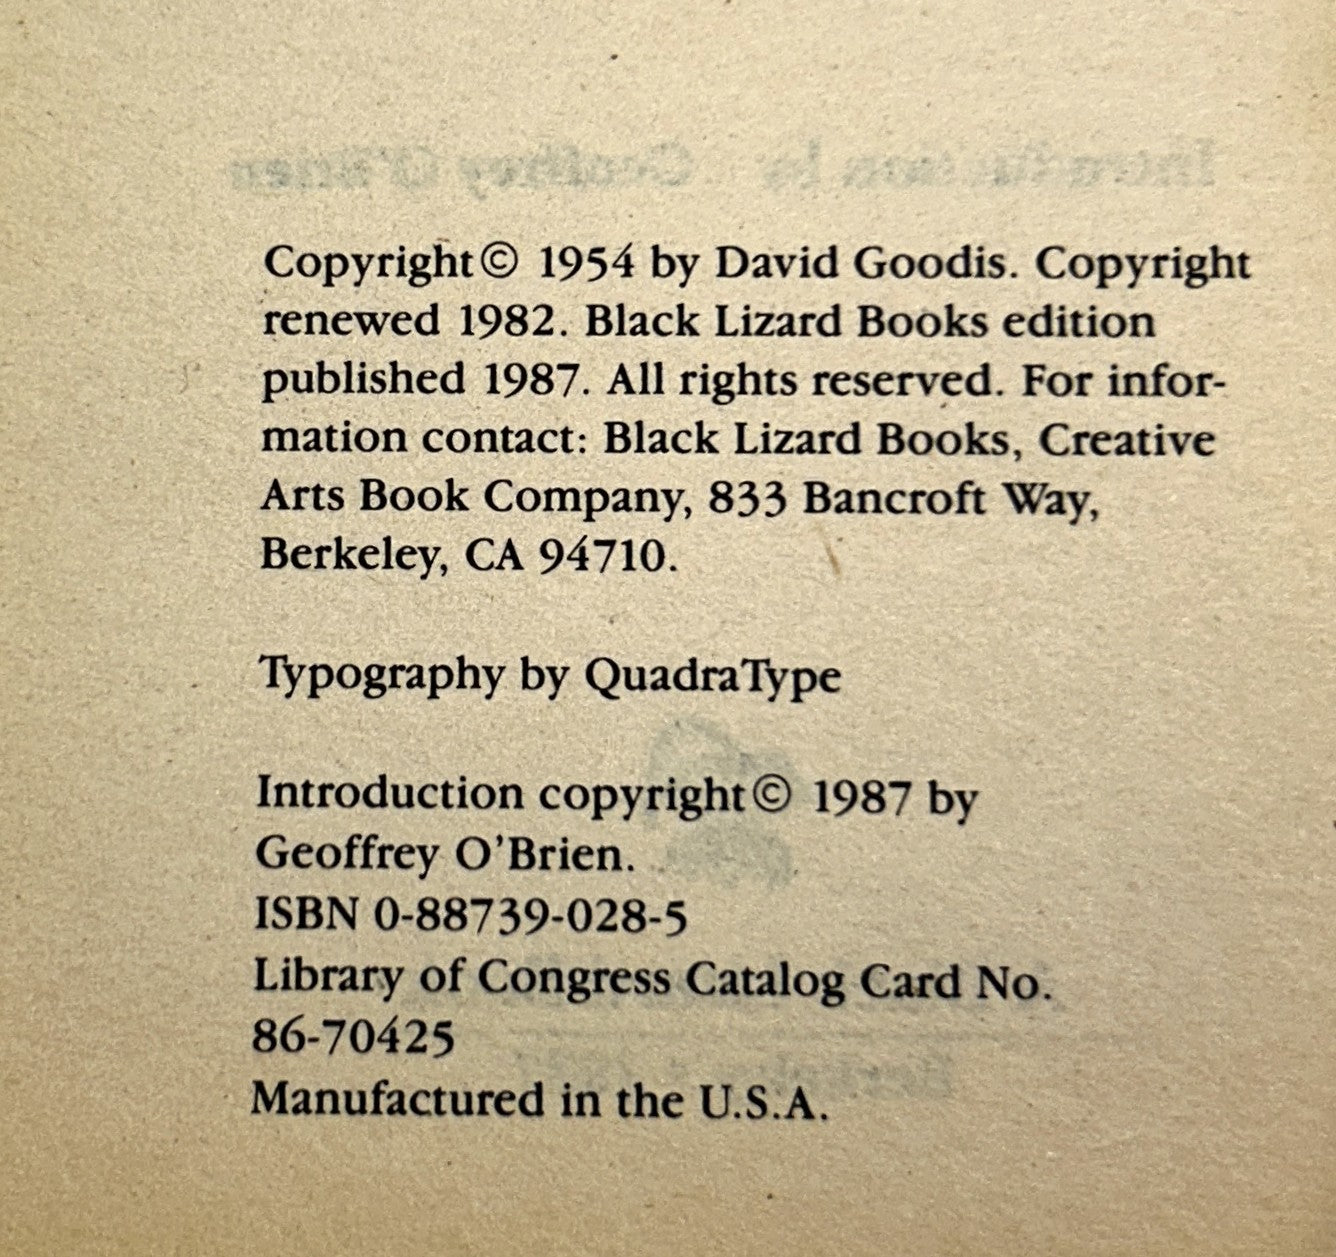 Copyright© 1954 by David Goodis. Copyright
renewed 1982. Black Lizard Books edition
published 1987. All rights reserved. For infor-
mation contact: Black Lizard Books, Creative
Arts Book Company, 833 Bancroft Way,
Berkeley, CA 94710.
Typography by QuadraType
Introduction copyright© 1987 by
Geoffrey O'Brien.
ISBN 0-88739-028-5
Library of Congress Catalog Card No.
86-70425
Manufactured in the U.S.A.